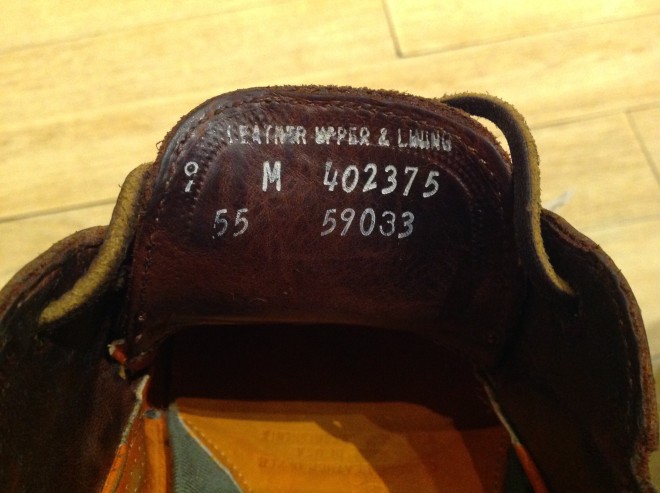 LEATHER UPPER & LINING
9 M 402375
55 59033